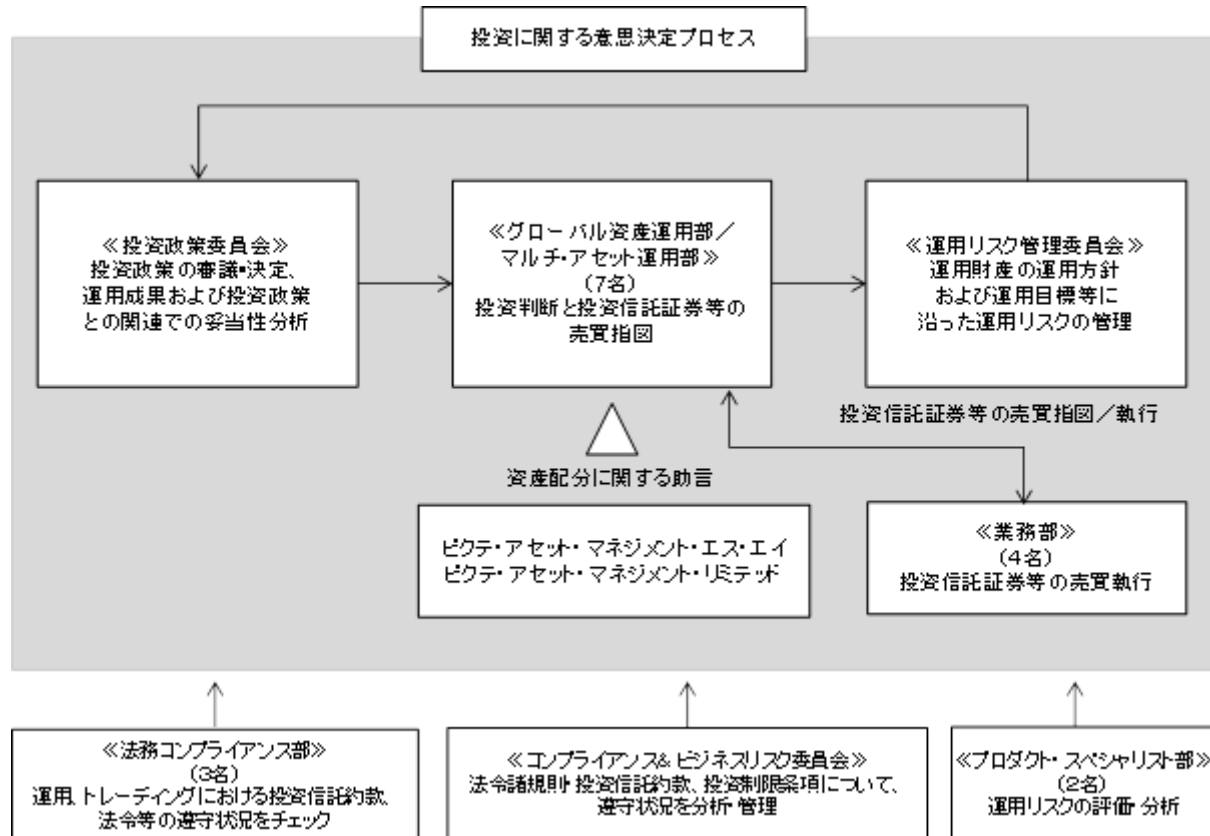 投資に関する意思決定プロセス
≪投資政策委員会≫
投資政策の審議・決定、
運用成果および投資政策
との関連での妥当性分析
≪グローバル資産運用部／
マルチ・アセット運用部≫
(7名)
投資判断と投資信託証券等の
売買指図
≪運用リスク管理委員会≫
運用財産の運用方針
および運用目標等に
沿った運用リスクの管理
投資信託証券等の売買指図／執行
資産配分に関する助言
ピクテ・アセット・マネジメント・エス・エイ
ピクテ・アセット・マネジメント・リミテッド
≪業務部≫
(4名)
投資信託証券等の売買執行
≪法務コンプライアンス部≫
(3名)
運用、トレーディングにおける投資信託約款、
法令等の遵守状況をチェック
≪コンプライアンス&ビジネスリスク委員会≫
法令諸規則・投資信託約款、投資制限条項について、
遵守状況を分析・管理
≪プロダクト・スペシャリスト部≫
(2名)
運用リスクの評価・分析